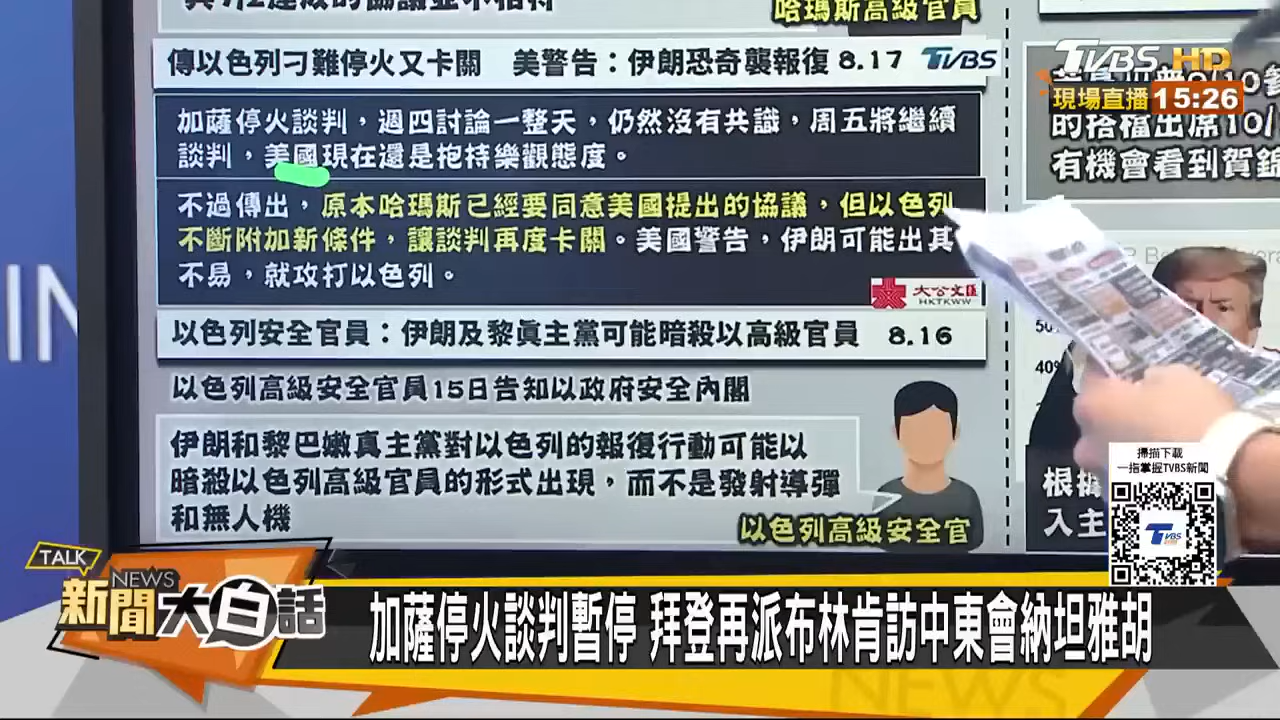 哈瑪斯高級官員
傳以色列刁難停火又卡關 美警告：伊朗恐奇襲報復 8.17 TVBS
加薩停火談判，週四討論一整天，仍然沒有共識，周五將繼續
談判，美國現在還是抱持樂觀態度。
不過傳出，原本哈瑪斯已經要同意美國提出的協議，但以色列
不斷附加新條件，讓談判再度卡關。美國警告，伊朗可能出其
不易，就攻打以色列。
大公文匯
HKTKWW
以色列安全官員：伊朗及黎真主黨可能暗殺以高級官員 8.16
以色列高級安全官員15日告知以政府安全內閣
伊朗和黎巴嫩真主黨對以色列的報復行動可能以
暗殺以色列高級官員的形式出現，而不是發射導彈
和無人機
以色列高級安全官
TVBS HD
現場直播 15:26
的搭檔出席10/
有機會看到賀錦
50
40%
根據
入主
掃描下載
一指掌握TVBS新聞
TVBS
TALK
NEWS
新聞大白話
加薩停火談判暫停 拜登再派布林肯訪中東會納坦雅胡
NEWS
IN